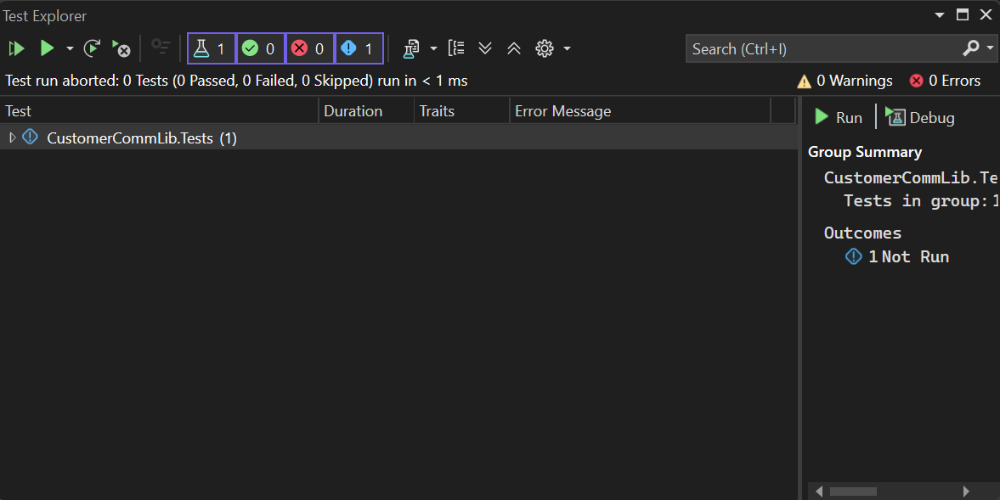 Test Explorer
1 0 0 1
Search (Ctrl+I)
Test run aborted: 0 Tests (0 Passed, 0 Failed, 0 Skipped) run in < 1 ms
0 Warnings 0 Errors
Test Duration Traits Error Message
CustomerCommLib.Tests (1)
Run Debug
Group Summary
CustomerCommLib.Te
Tests in group: 1
Outcomes
1 Not Run